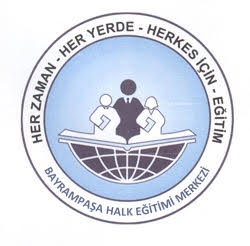 HER ZAMAN - HER YERDE - HERKES İÇİN - EĞİTİM
BAYRAMPAŞA HALK EĞİTİMİ MERKEZİ